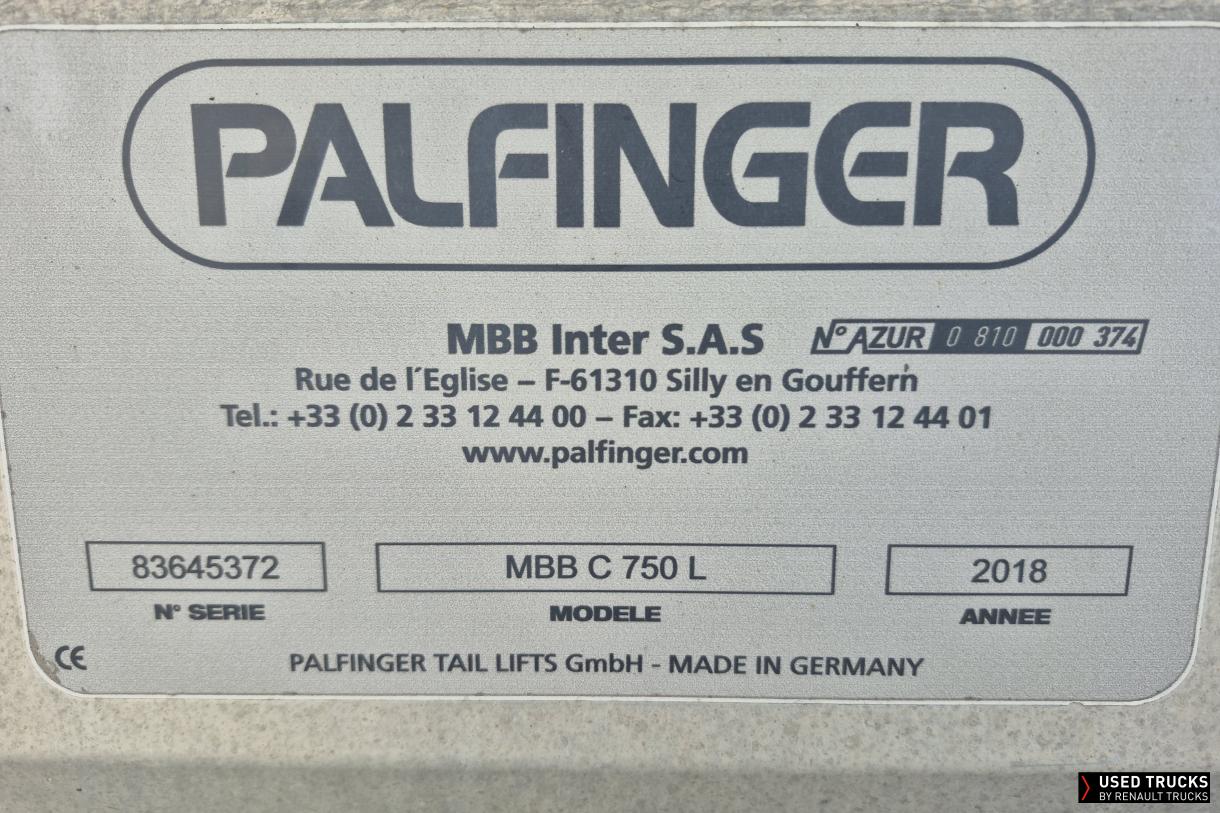 PALFINGER
MBB Inter S.A.S N° AZUR 0 810 000 374
Rue de l´Eglise – F-61310 Silly en Gouffern
Tel.: +33 (0) 2 33 12 44 00 – Fax: +33 (0) 2 33 12 44 01
www.palfinger.com
83645372 MBB C 750 L 2018
N° SERIE MODELE ANNEE
CE
PALFINGER TAIL LIFTS GmbH - MADE IN GERMANY
USED TRUCKS
BY RENAULT TRUCKS